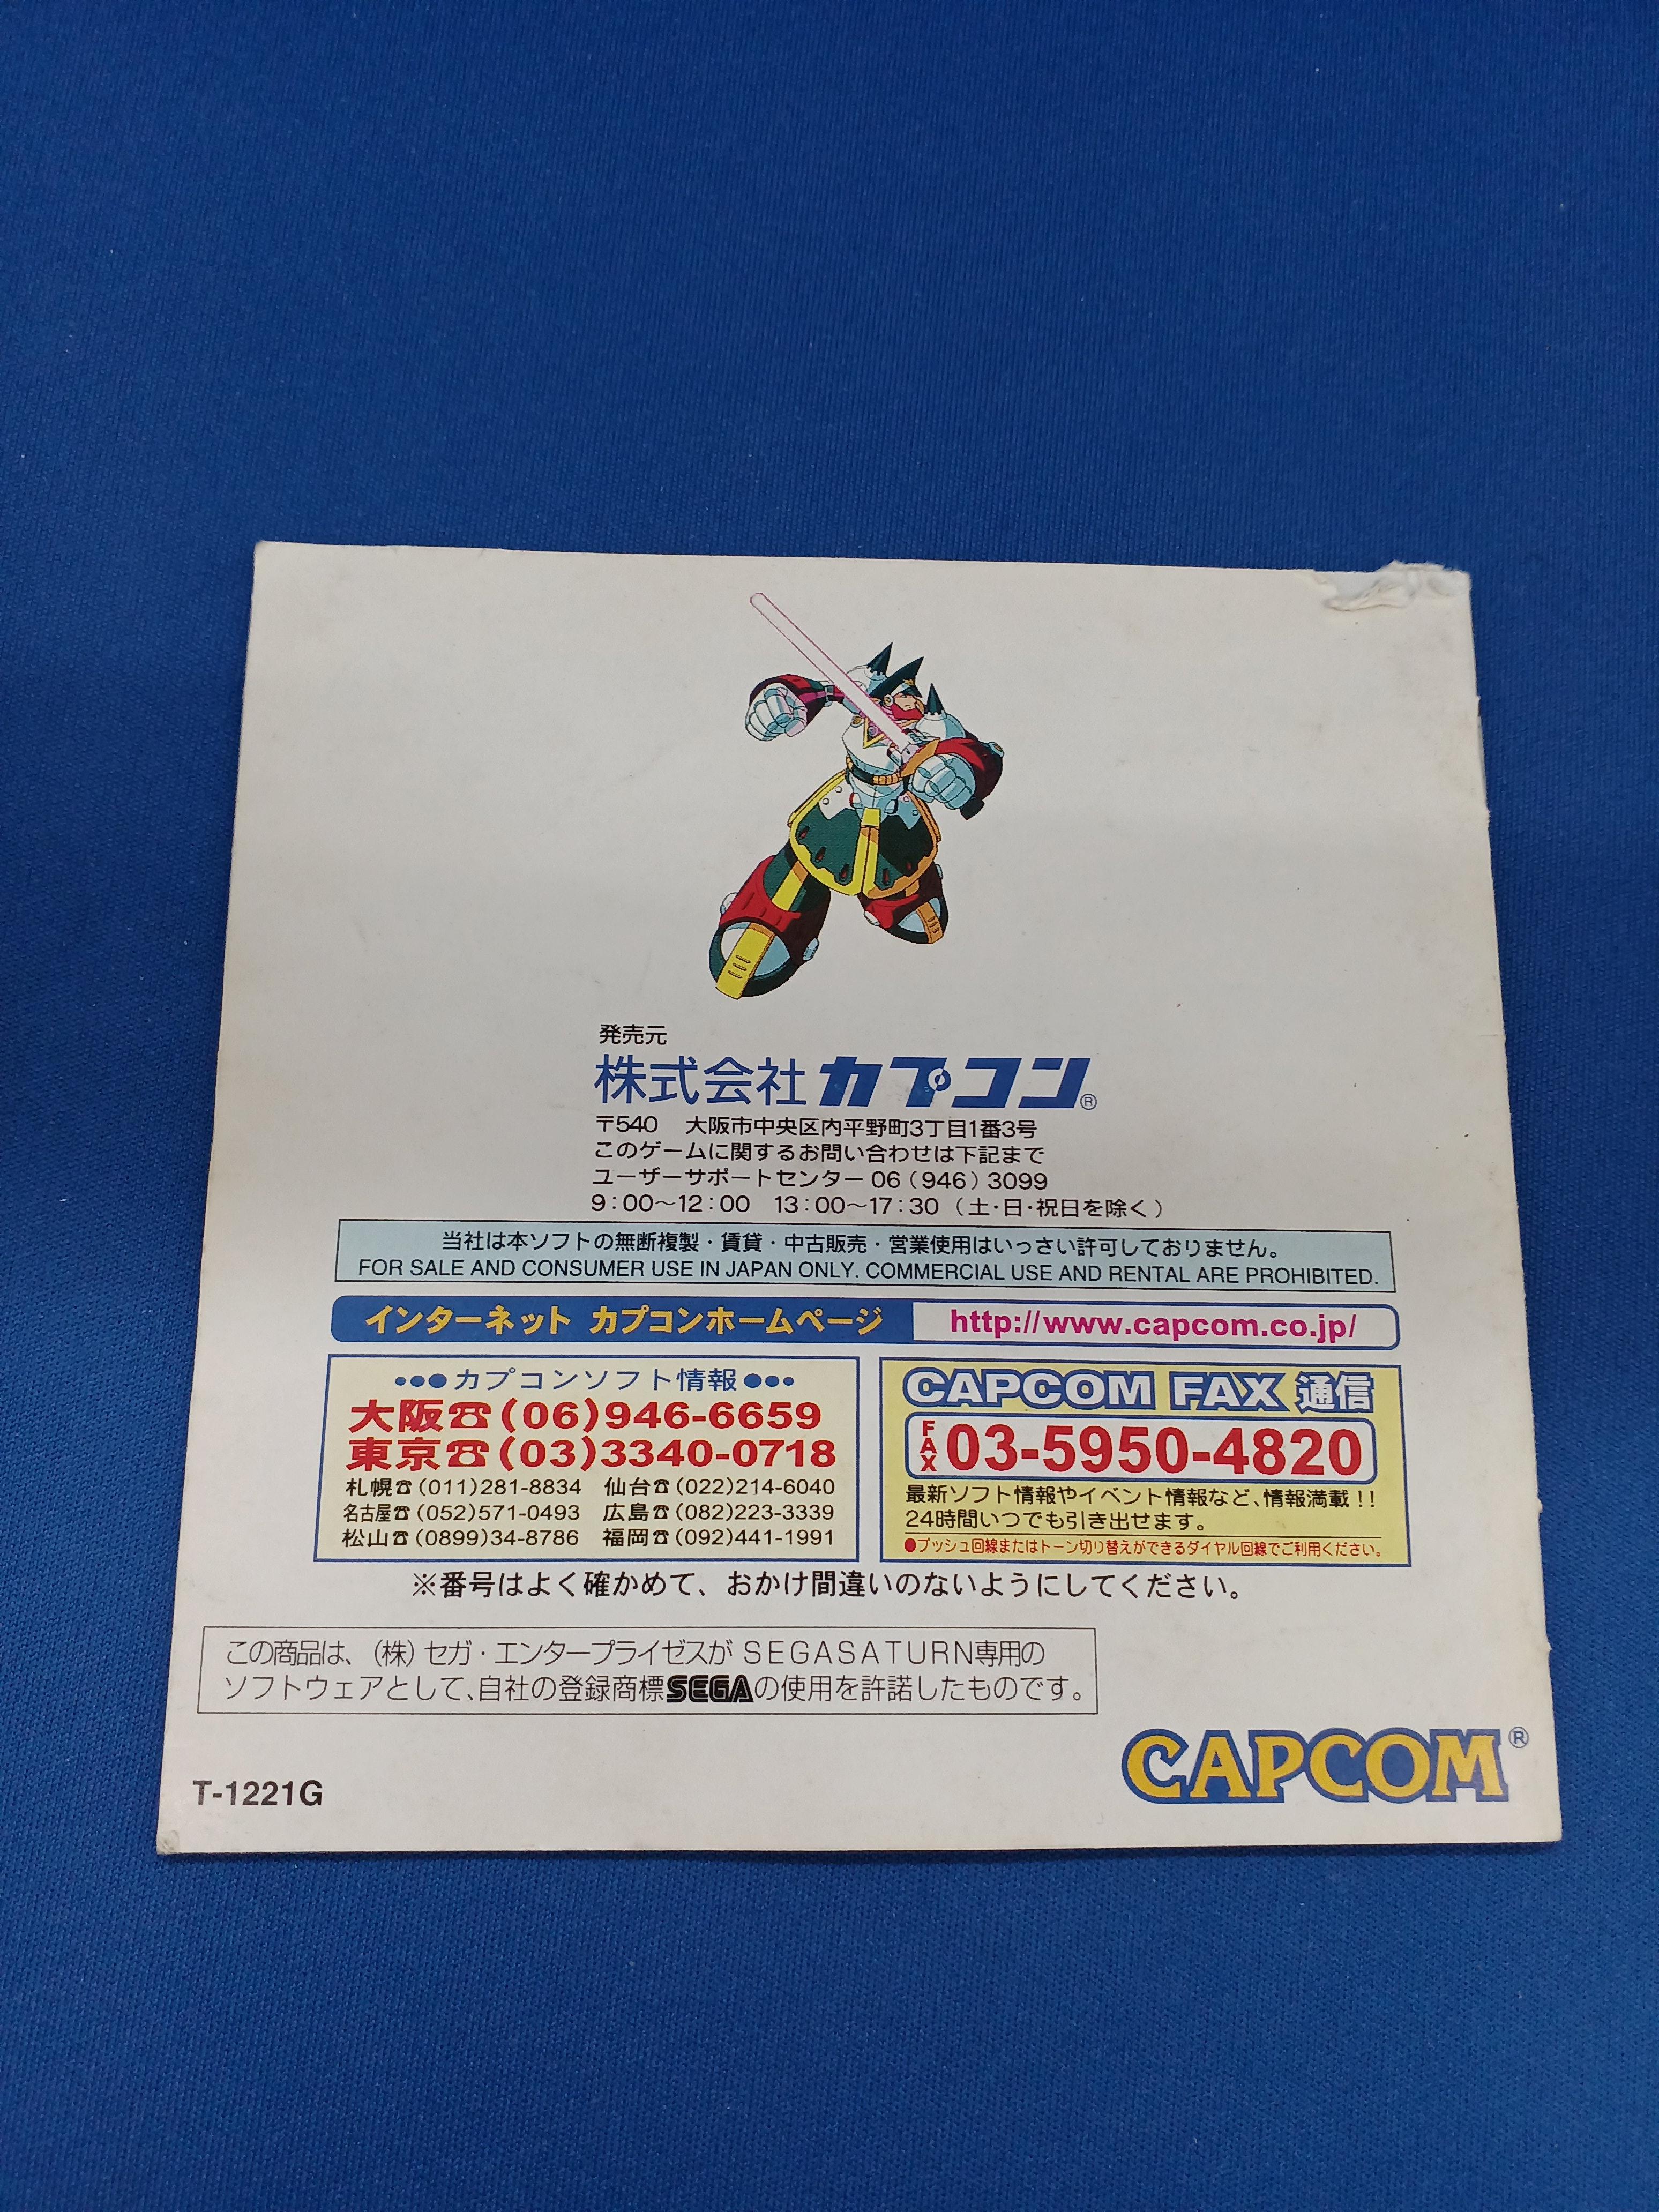 発売元
株式会社カプコン®
〒540 大阪市中央区内平野町3丁目1番3号
このゲームに関するお問い合わせは下記まで
ユーザーサポートセンター 06（946）3099
9：00〜12：00　13：00〜17：30（土・日・祝日を除く）
当社は本ソフトの無断複製・賃貸・中古販売・営業使用はいっさい許可しておりません。
FOR SALE AND CONSUMER USE IN JAPAN ONLY. COMMERCIAL USE AND RENTAL ARE PROHIBITED.
インターネット カプコンホームページ http://www.capcom.co.jp/
•●●カプコンソフト情報●●•
大阪☎(06)946-6659
東京☎(03)3340-0718
札幌☎(011)281-8834 仙台☎(022)214-6040
名古屋☎(052)571-0493 広島☎(082)223-3339
松山☎(0899)34-8786 福岡☎(092)441-1991
CAPCOM FAX 通信
FAX 03-5950-4820
最新ソフト情報やイベント情報など、情報満載！！
24時間いつでも引き出せます。
●プッシュ回線またはトーン切り替えができるダイヤル回線でご利用ください。
※番号はよく確かめて、おかけ間違いのないようにしてください。
この商品は、（株）セガ・エンタープライゼスが SEGASATURN専用の
ソフトウェアとして、自社の登録商標SEGAの使用を許諾したものです。
CAPCOM®
T-1221G